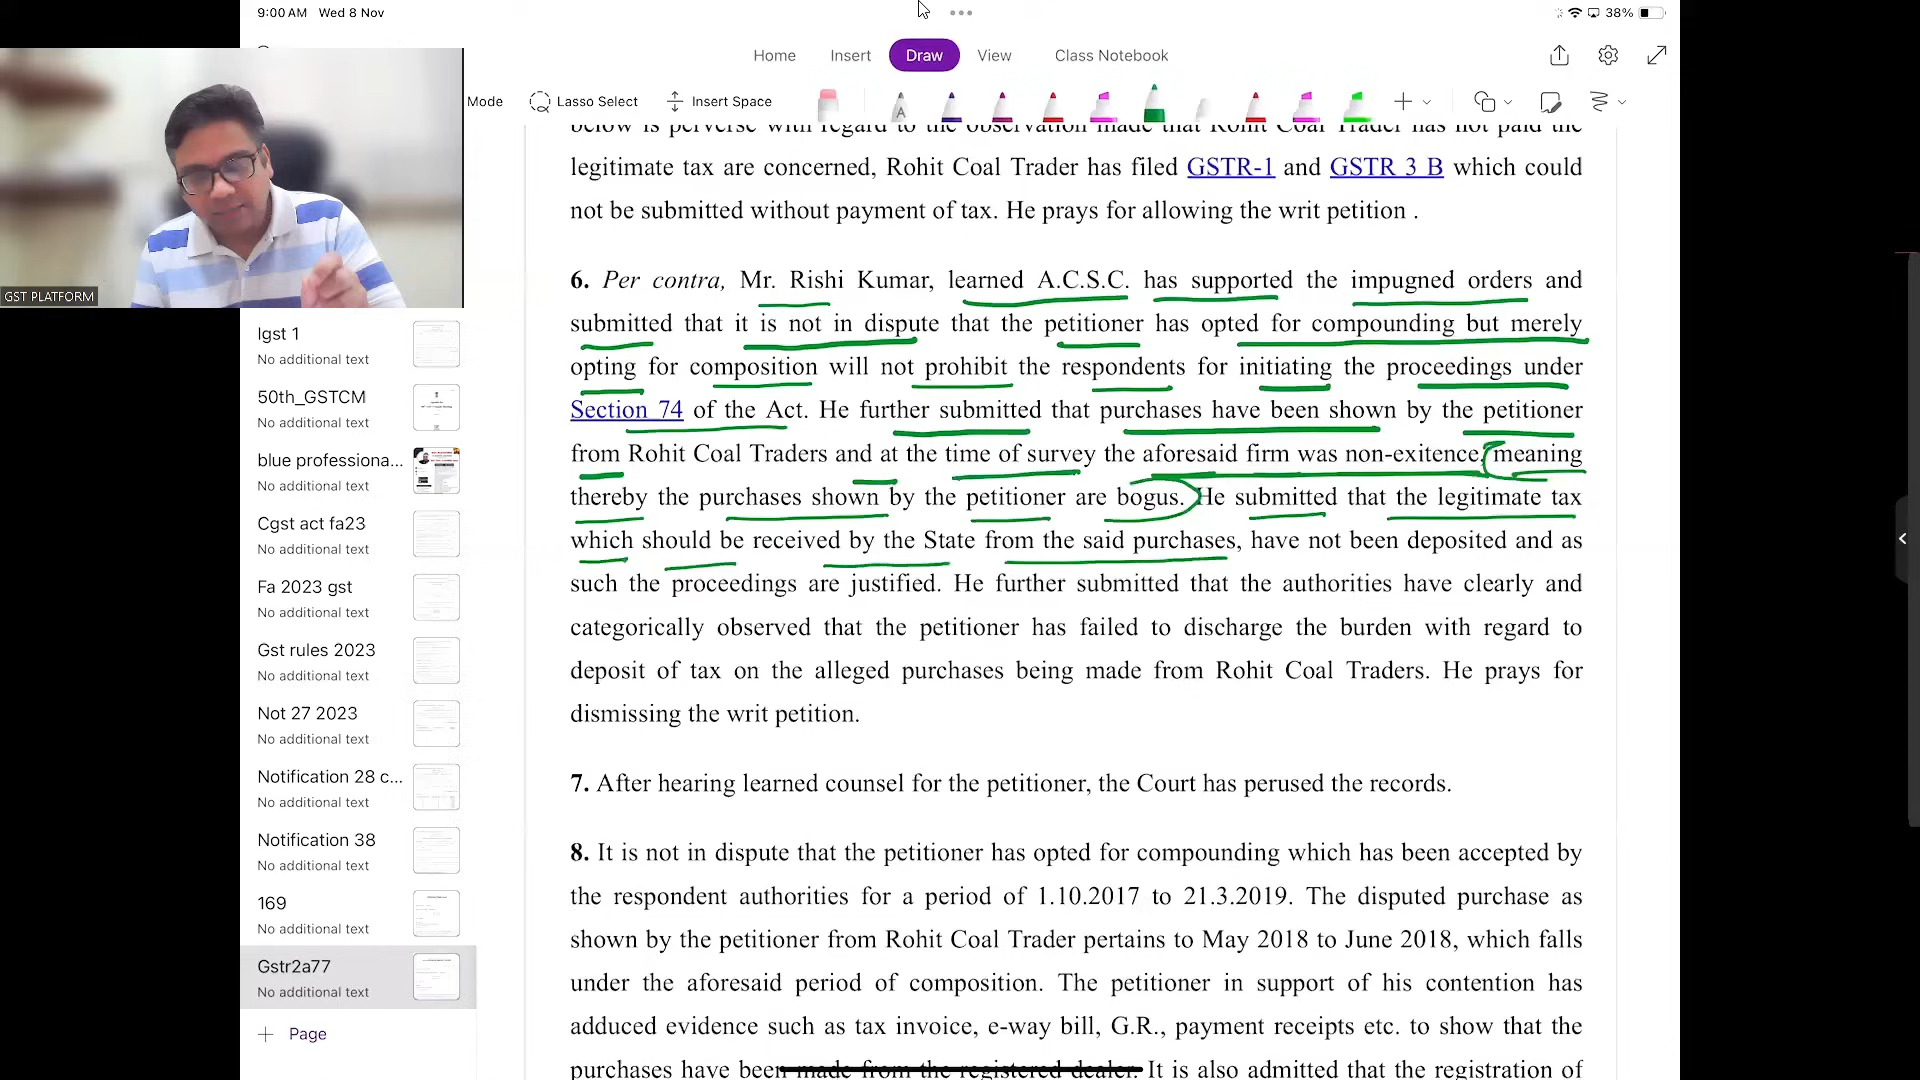 9:00 AM Wed 8 Nov
38%
Home Insert Draw View Class Notebook
Mode Lasso Select Insert Space
A
GST PLATFORM
Igst 1
No additional text
50th_GSTCM
No additional text
blue professiona...
No additional text
Cgst act fa23
No additional text
Fa 2023 gst
No additional text
Gst rules 2023
No additional text
Not 27 2023
No additional text
Notification 28 c...
No additional text
Notification 38
No additional text
169
No additional text
Gstr2a77
No additional text
+ Page
below is perverse with regard to the observation made that Rohit Coal Trader has not paid the
legitimate tax are concerned, Rohit Coal Trader has filed GSTR-1 and GSTR 3 B which could
not be submitted without payment of tax. He prays for allowing the writ petition .
6. Per contra, Mr. Rishi Kumar, learned A.C.S.C. has supported the impugned orders and
submitted that it is not in dispute that the petitioner has opted for compounding but merely
opting for composition will not prohibit the respondents for initiating the proceedings under
Section 74 of the Act. He further submitted that purchases have been shown by the petitioner
from Rohit Coal Traders and at the time of survey the aforesaid firm was non-exitence, meaning
thereby the purchases shown by the petitioner are bogus. He submitted that the legitimate tax
which should be received by the State from the said purchases, have not been deposited and as
such the proceedings are justified. He further submitted that the authorities have clearly and
categorically observed that the petitioner has failed to discharge the burden with regard to
deposit of tax on the alleged purchases being made from Rohit Coal Traders. He prays for
dismissing the writ petition.
7. After hearing learned counsel for the petitioner, the Court has perused the records.
8. It is not in dispute that the petitioner has opted for compounding which has been accepted by
the respondent authorities for a period of 1.10.2017 to 21.3.2019. The disputed purchase as
shown by the petitioner from Rohit Coal Trader pertains to May 2018 to June 2018, which falls
under the aforesaid period of composition. The petitioner in support of his contention has
adduced evidence such as tax invoice, e-way bill, G.R., payment receipts etc. to show that the
purchases have been made from the registered dealer. It is also admitted that the registration of